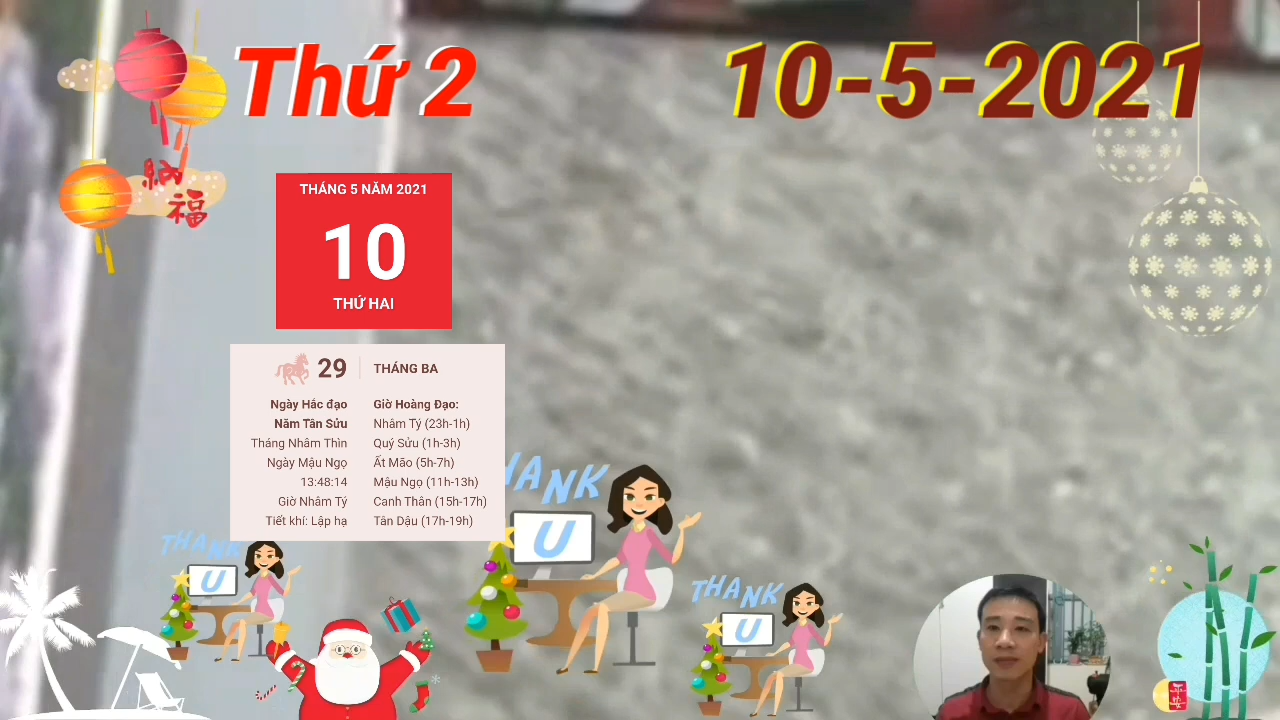 Thứ 2
10-5-2021
納
福
THÁNG 5 NĂM 2021
10
THỨ HAI
29
THÁNG BA
Ngày Hắc đạo
Năm Tân Sửu
Tháng Nhâm Thìn
Ngày Mậu Ngọ
13:48:14
Giờ Nhâm Tý
Tiết khí: Lập hạ
Giờ Hoàng Đạo:
Nhâm Tý (23h-1h)
Quý Sửu (1h-3h)
Ất Mão (5h-7h)
Mậu Ngọ (11h-13h)
Canh Thân (15h-17h)
Tân Dậu (17h-19h)
HANK
U
THANK
U
THANK
U